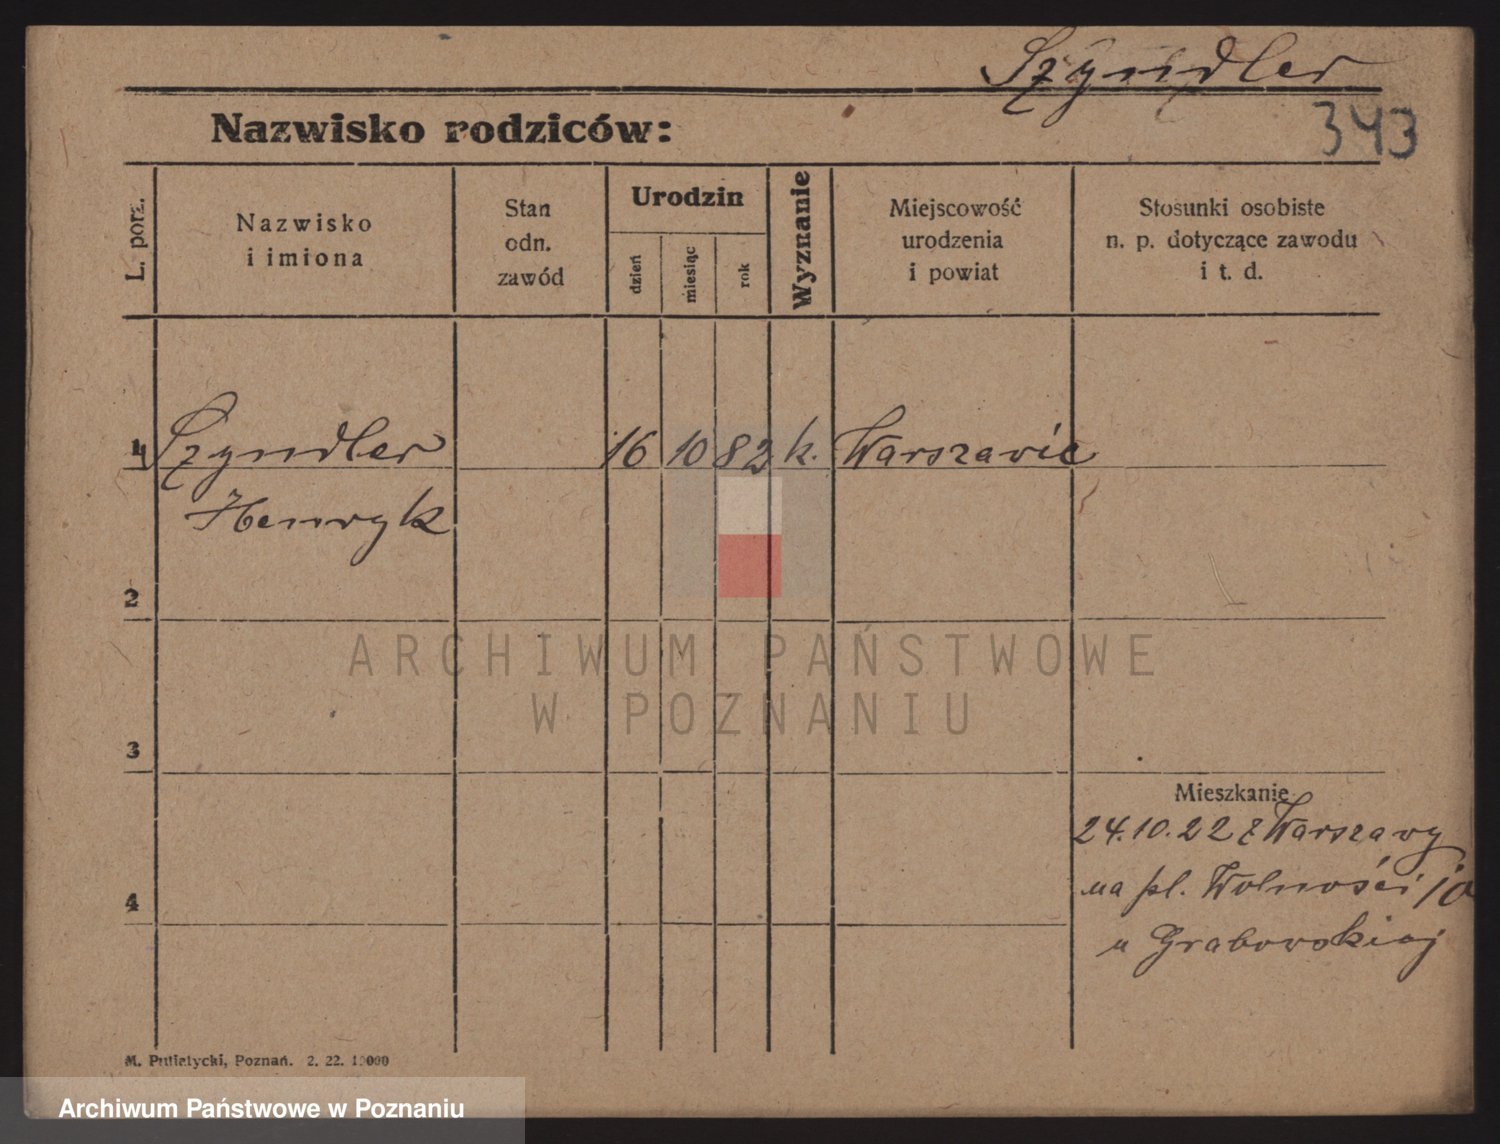 Szyndler
Nazwisko rodziców:
343
L. porz.
Nazwisko
i imiona
Stan
odn.
zawód
Urodzin
dzień
miesiąc
rok
Wyznanie
Miejscowość
urodzenia
i powiat
Stosunki osobiste
n. p. dotyczące zawodu
i t. d.
1 Szyndler 16 10 82 k. Warszawie
Henryk
2
ARCHIWUM PAŃSTWOWE
W POZNANIU
3
Mieszkanie
24.10.22 z Warszawy
na pl. Wolności 10
4
u Grabowskiej
M. Putiatycki, Poznań. 2. 22. 10000
Archiwum Państwowe w Poznaniu